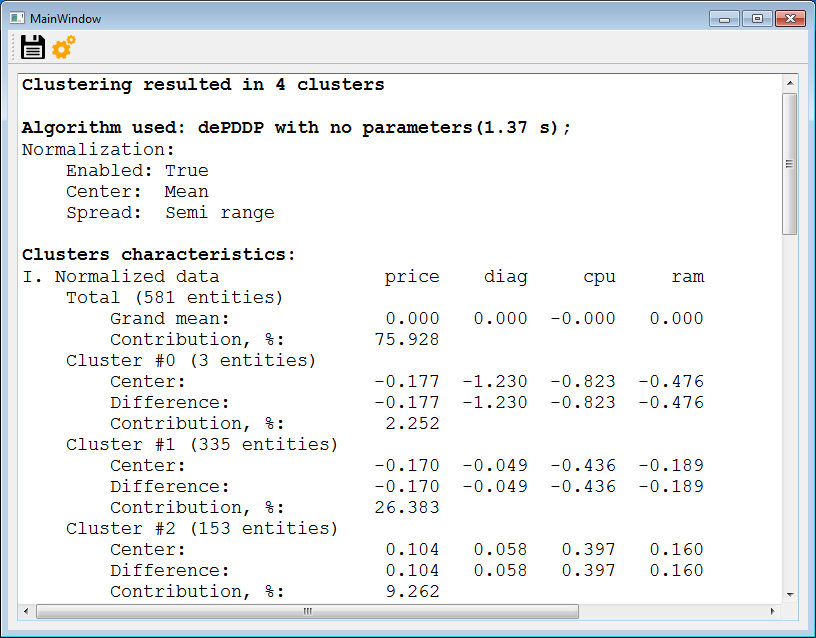 MainWindow
Clustering resulted in 4 clusters
Algorithm used: dePDDP with no parameters(1.37 s);
Normalization:
Enabled: True
Center: Mean
Spread: Semi range
Clusters characteristics:
I. Normalized data price diag cpu ram
Total (581 entities)
Grand mean: 0.000 0.000 -0.000 0.000
Contribution, %: 75.928
Cluster #0 (3 entities)
Center: -0.177 -1.230 -0.823 -0.476
Difference: -0.177 -1.230 -0.823 -0.476
Contribution, %: 2.252
Cluster #1 (335 entities)
Center: -0.170 -0.049 -0.436 -0.189
Difference: -0.170 -0.049 -0.436 -0.189
Contribution, %: 26.383
Cluster #2 (153 entities)
Center: 0.104 0.058 0.397 0.160
Difference: 0.104 0.058 0.397 0.160
Contribution, %: 9.262